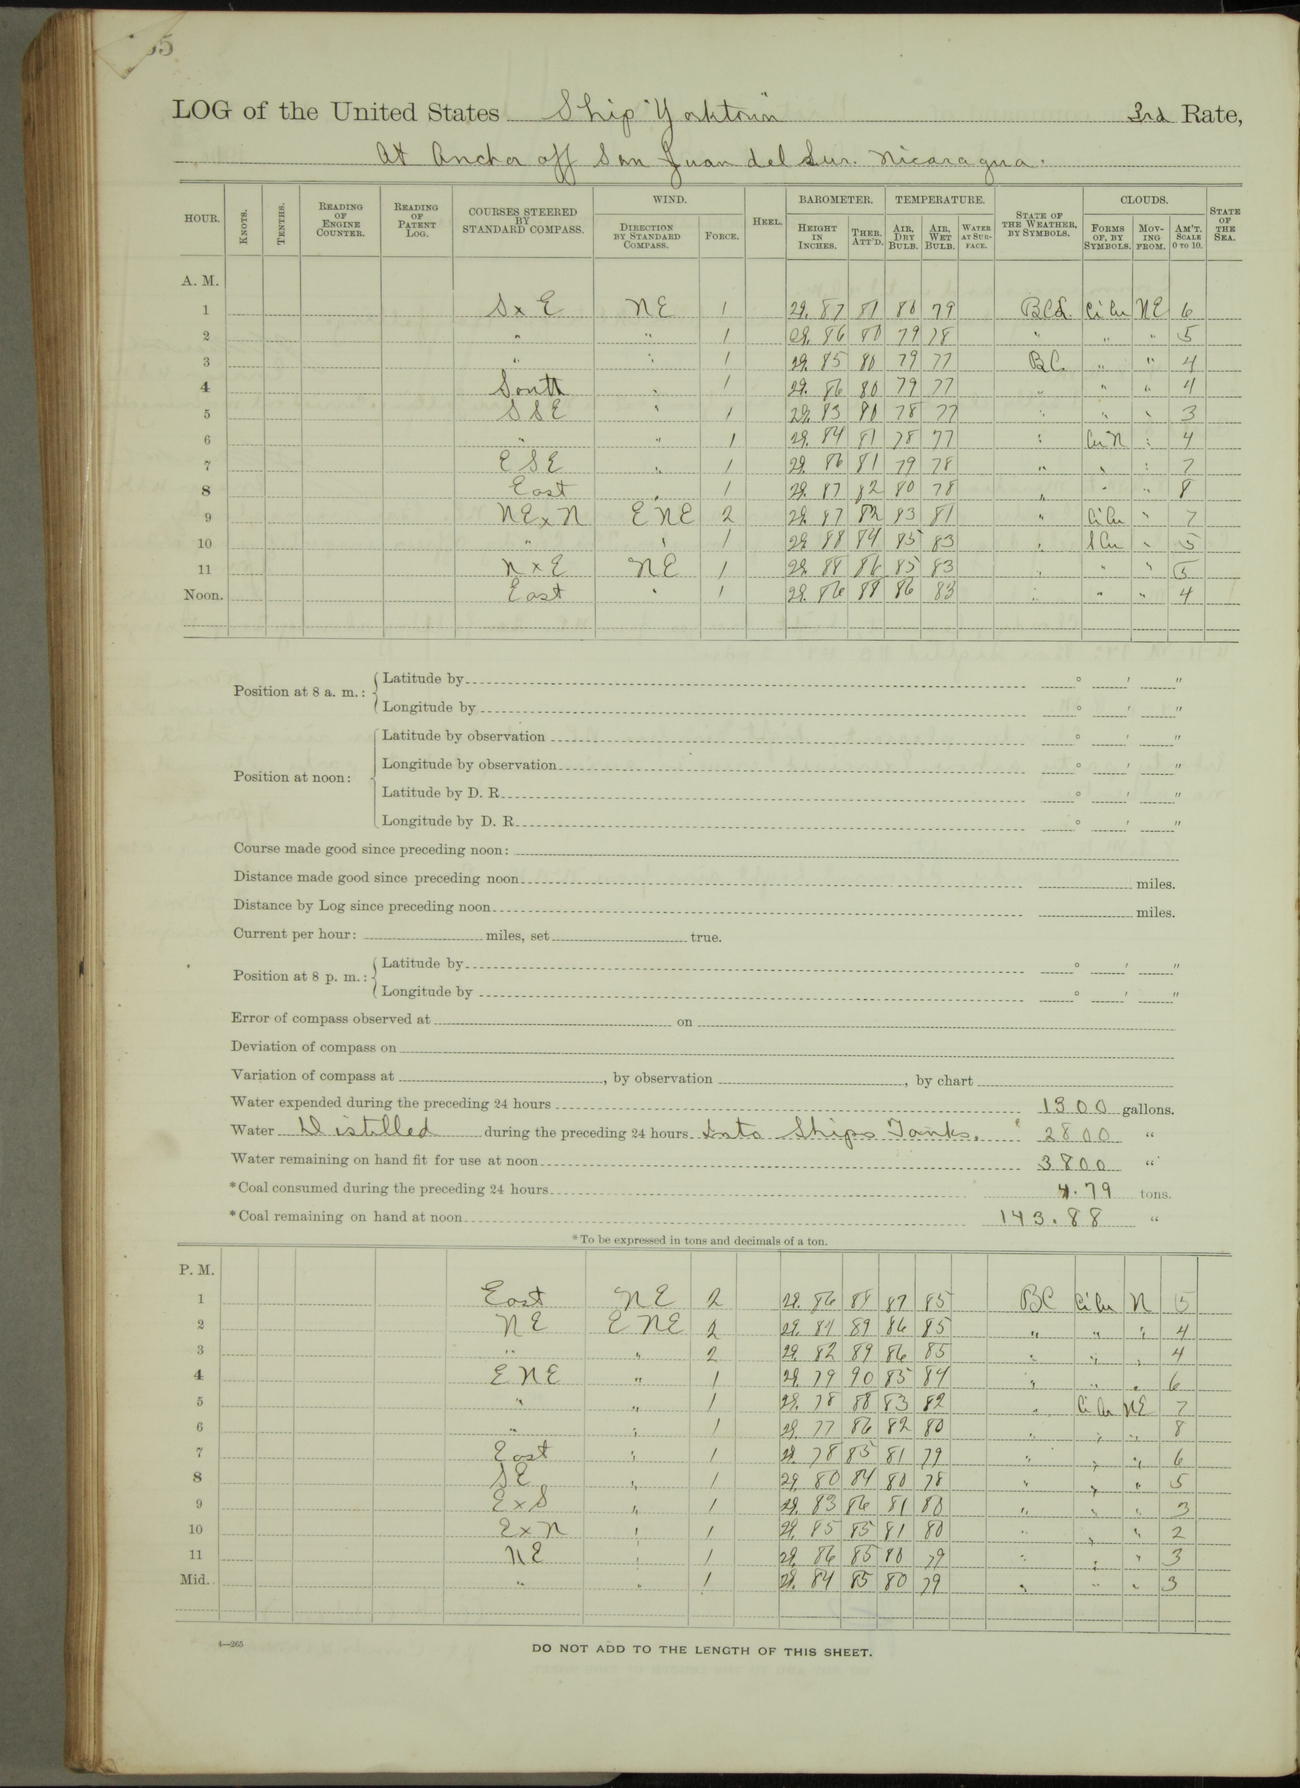 55
LOG of the United States Ship "Yorktown" 3rd Rate,
At Anchor off San Juan del Sur. Nicaragua.
HOUR. KNOTS. TENTHS. READING OF ENGINE COUNTER. READING OF PATENT LOG. COURSES STEERED BY STANDARD COMPASS. WIND. DIRECTION BY STANDARD COMPASS. FORCE. HEEL. BAROMETER. HEIGHT IN INCHES. THER. ATT'D. TEMPERATURE. AIR, DRY BULB. AIR, WET BULB. WATER AT SURFACE. STATE OF THE WEATHER, BY SYMBOLS. CLOUDS. FORMS OF, BY SYMBOLS. MOVING FROM. AM'T. SCALE 0 TO 10. STATE OF THE SEA.
A. M.
1 SxE NE 1 29.87 81 80 79 BCL CiCu NE 6
2 " " 1 29.86 80 79 78 " " " 5
3 " " 1 29.85 80 79 77 BC " " 4
4 South " 1 29.86 80 79 77 " " " 4
5 SSE " 1 29.83 80 78 77 " " " 3
6 " " 1 29.84 81 78 77 " CuN " 4
7 ESE " 1 29.86 81 79 78 " " " 7
8 East " 1 29.87 82 80 78 " " " 8
9 NExN ENE 2 29.87 82 83 81 " CiCu " 7
10 " " 1 29.88 84 85 83 " SCu " 5
11 NxE NE 1 29.88 86 85 83 " " " 5
Noon. East " 1 29.86 88 86 83 " " " 4
Position at 8 a. m.: Latitude by ° ' "
Longitude by ° ' "
Position at noon: Latitude by observation ° ' "
Longitude by observation ° ' "
Latitude by D. R. ° ' "
Longitude by D. R. ° ' "
Course made good since preceding noon:
Distance made good since preceding noon miles.
Distance by Log since preceding noon miles.
Current per hour: miles, set true.
Position at 8 p. m.: Latitude by ° ' "
Longitude by ° ' "
Error of compass observed at on
Deviation of compass on
Variation of compass at , by observation , by chart
Water expended during the preceding 24 hours 1300 gallons.
Water Distilled during the preceding 24 hours Into Ships Tanks. 2800 "
Water remaining on hand fit for use at noon 3800 "
*Coal consumed during the preceding 24 hours 4.79 tons.
*Coal remaining on hand at noon 143.88 "
*To be expressed in tons and decimals of a ton.
P. M.
1 East NE 2 29.86 88 87 85 BC CiCu N 5
2 NE ENE 2 29.84 89 86 85 " " " 4
3 " " 2 29.82 89 86 85 " " " 4
4 ENE " 1 29.79 90 85 84 " " " 6
5 " " 1 29.78 88 83 82 " CiCu NE 7
6 " " 1 29.77 86 82 80 " " " 8
7 East " 1 29.78 85 81 79 " " " 6
8 SE " 1 29.80 84 80 78 " " " 5
9 ExS " 1 29.83 86 81 80 " " " 3
10 ExN " 1 29.85 85 81 80 " " " 2
11 NE " 1 29.86 85 80 79 " " " 3
Mid. " " 1 29.84 85 80 79 " " " 3
4—265
DO NOT ADD TO THE LENGTH OF THIS SHEET.